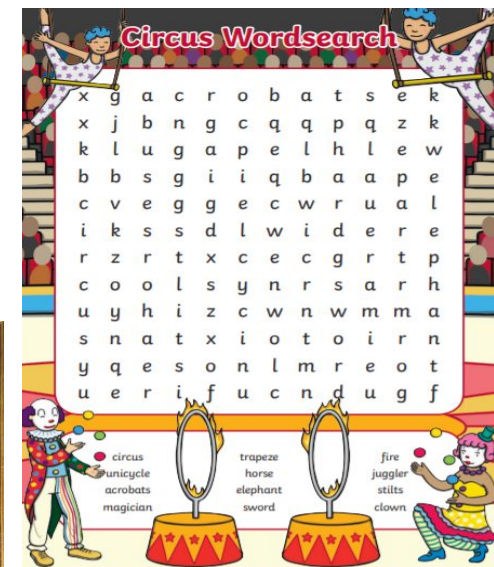 Circus Wordsearch
x g a c r o b a t s e k
x j b n g c q q p q z k
k l u g a p e l h l e w
b b s g i i q b a a p e
c v e g g e c w r u a l
i k s s d l w i d e r e
r z r t x c e c g r t p
c o o l s y n r s a r h
u y h i z c w n w m m a
s n a t x i o t o i r n
y q e s o n l m r e o t
u e r i f u c n d u g f
circus trapeze fire
unicycle horse juggler
acrobats elephant stilts
magician sword clown